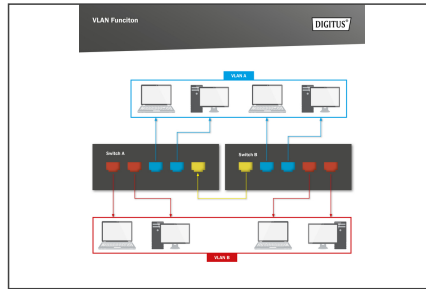 VLAN Funciton
DIGITUS®
VLAN A
Switch A
Switch B
VLAN B